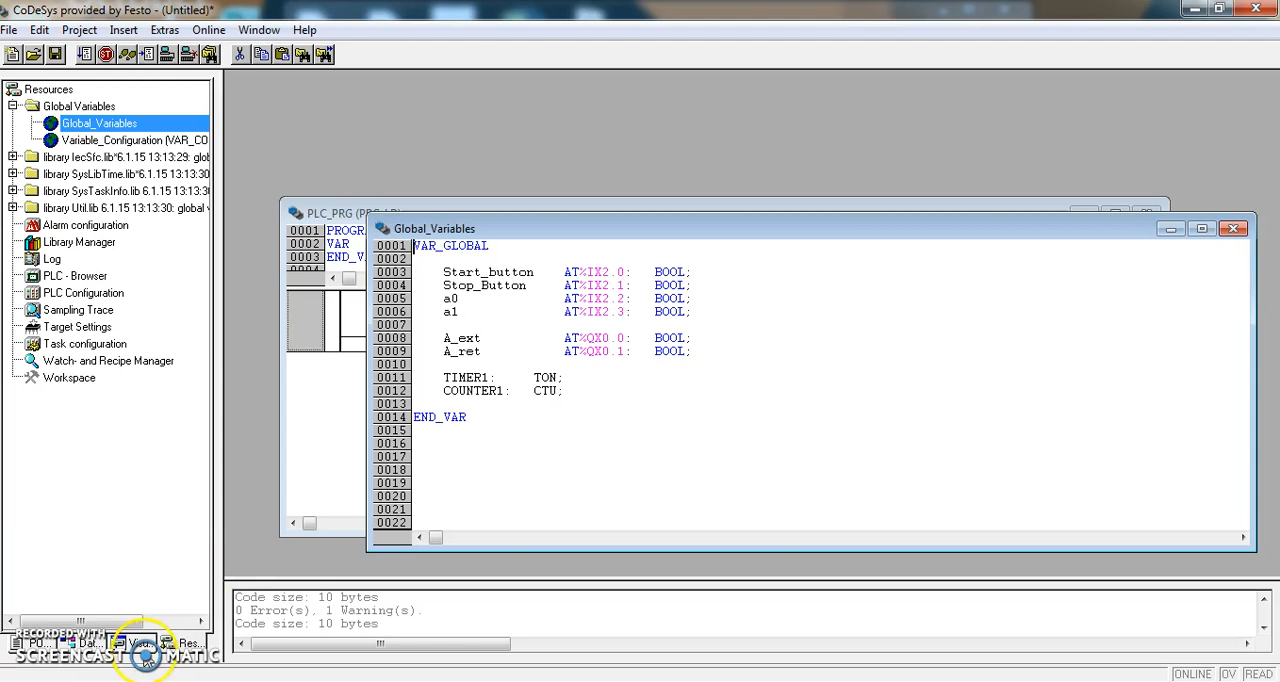 CoDeSys provided by Festo - (Untitled)*
File Edit Project Insert Extras Online Window Help
Resources
Global Variables
Global_Variables
Variable_Configuration (VAR_CO
library IecSfc.lib*6.1.15 13:13:29: glob
library SysLibTime.lib*6.1.15 13:13:30
library SysTaskInfo.lib 6.1.15 13:13:3
library Util.lib 6.1.15 13:13:30: global v
Alarm configuration
Library Manager
Log
PLC - Browser
PLC Configuration
Sampling Trace
Target Settings
Task configuration
Watch- and Recipe Manager
Workspace
PO... Dat... Visu... Res...
RECORDED WITH
SCREENCAST MATIC
PLC_PRG (PRG-LD)
0001 PROGRA
0002 VAR
0003 END_VA
0004
Global_Variables
0001 VAR_GLOBAL
0002
0003 Start_button AT%IX2.0: BOOL;
0004 Stop_Button AT%IX2.1: BOOL;
0005 a0 AT%IX2.2: BOOL;
0006 a1 AT%IX2.3: BOOL;
0007
0008 A_ext AT%QX0.0: BOOL;
0009 A_ret AT%QX0.1: BOOL;
0010
0011 TIMER1: TON;
0012 COUNTER1: CTU;
0013
0014 END_VAR
0015
0016
0017
0018
0019
0020
0021
0022
Code size: 10 bytes
0 Error(s), 1 Warning(s).
Code size: 10 bytes
ONLINE OV READ